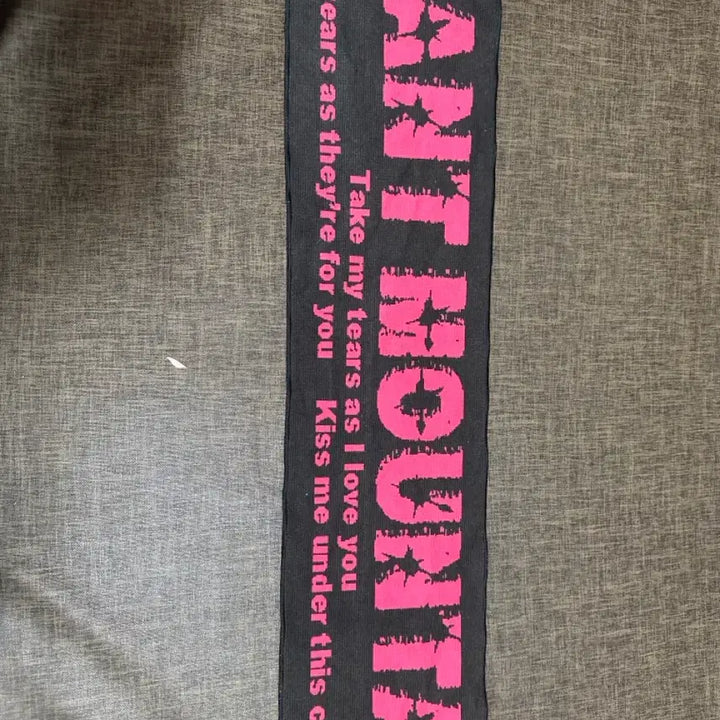 ANT MOUNTA
Take my tears as I love you
ears as they're for you Kiss me under this c